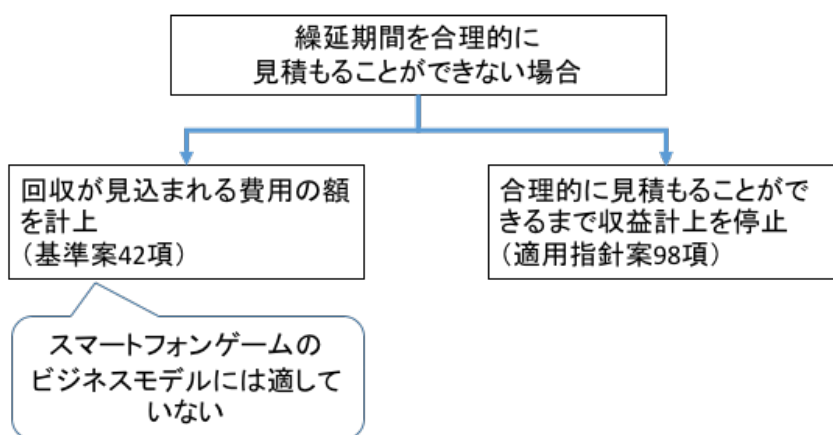 繰延期間を合理的に
見積もることができない場合
回収が見込まれる費用の額
を計上
（基準案42項）
合理的に見積もることがで
きるまで収益計上を停止
（適用指針案98項）
スマートフォンゲームの
ビジネスモデルには適して
いない